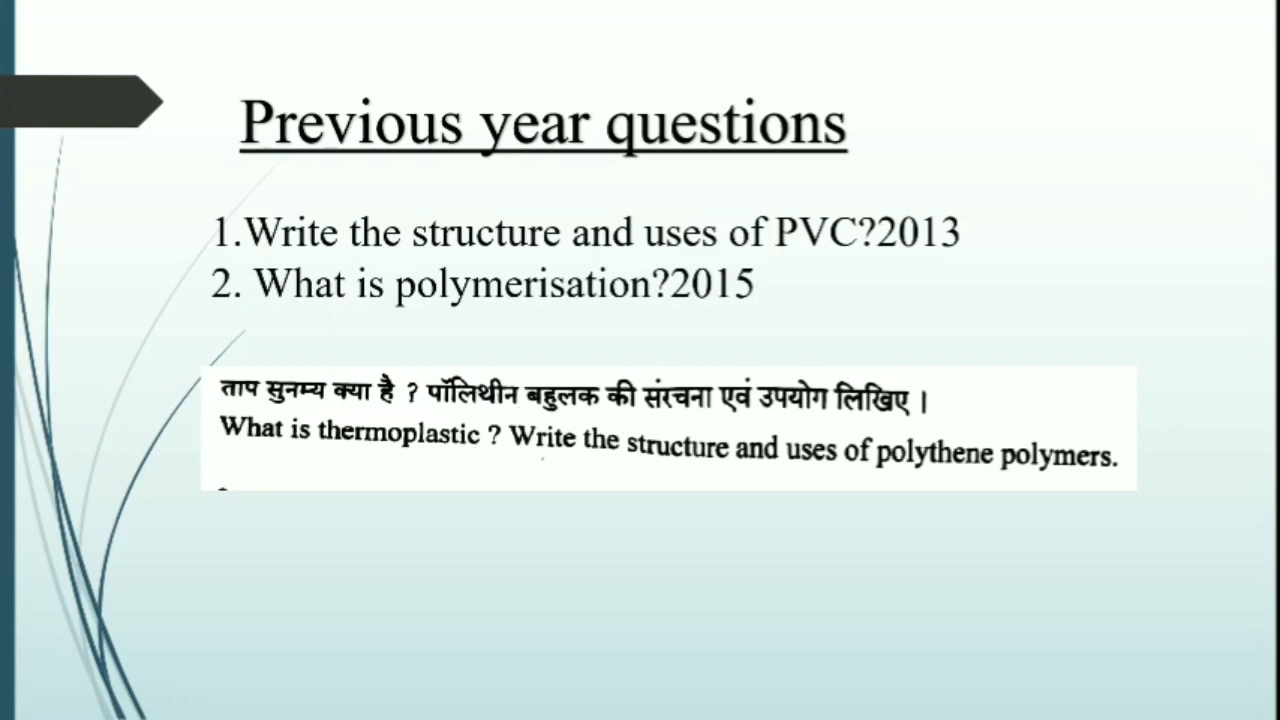 Previous year questions
1.Write the structure and uses of PVC?2013
2. What is polymerisation?2015
ताप सुनम्य क्या है ? पॉलिथीन बहुलक की संरचना एवं उपयोग लिखिए ।
What is thermoplastic ? Write the structure and uses of polythene polymers.